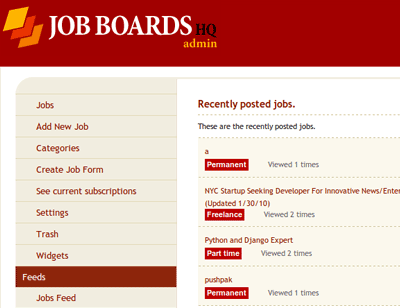 JOB BOARDS HQ
admin
Jobs
Add New Job
Categories
Create Job Form
See current subscriptions
Settings
Trash
Widgets
Feeds
Jobs Feed
Recently posted jobs.
These are the recently posted jobs.
a
Permanent Viewed 1 times
NYC Startup Seeking Developer For Innovative News/Enter
(Updated 1/30/10)
Freelance Viewed 2 times
Python and Django Expert
Part time Viewed 2 times
pushpak
Permanent Viewed 1 times